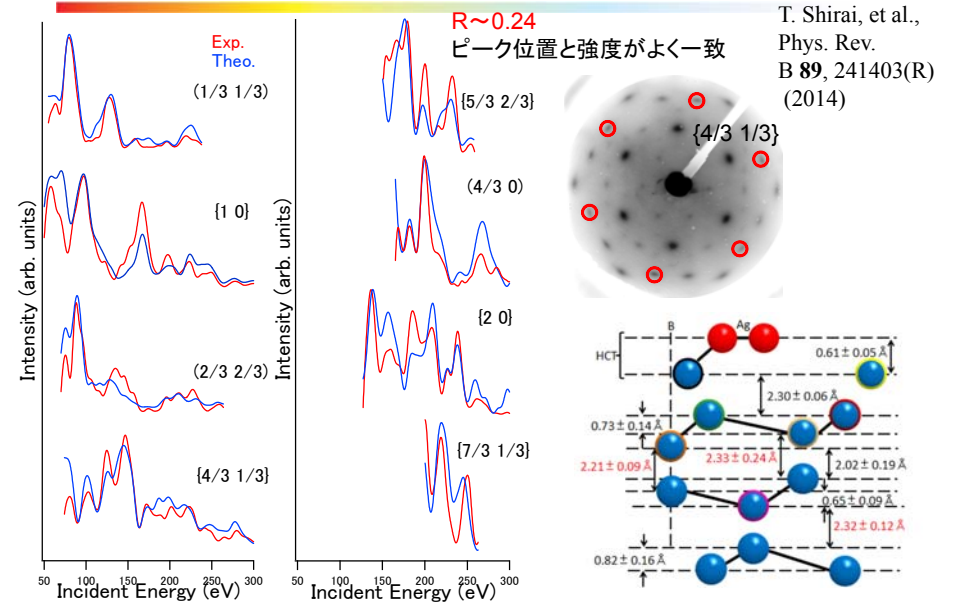 R～0.24
ピーク位置と強度がよく一致
T. Shirai, et al.,
Phys. Rev.
B 89, 241403(R)
(2014)
Exp.
Theo.
(1/3 1/3)
{1 0}
(2/3 2/3)
{4/3 1/3}
Intensity (arb. units)
50 100 150 200 250 300
Incident Energy (eV)
{5/3 2/3}
(4/3 0)
{2 0}
{7/3 1/3}
Intensity (arb. units)
50 100 150 200 250 300
Incident Energy (eV)
{4/3 1/3}
B
Ag
HCT
0.61 ± 0.05 Å
2.30 ± 0.06 Å
0.73 ± 0.14 Å
2.21 ± 0.09 Å
2.33 ± 0.24 Å
2.02 ± 0.19 Å
0.65 ± 0.09 Å
2.32 ± 0.12 Å
0.82 ± 0.16 Å